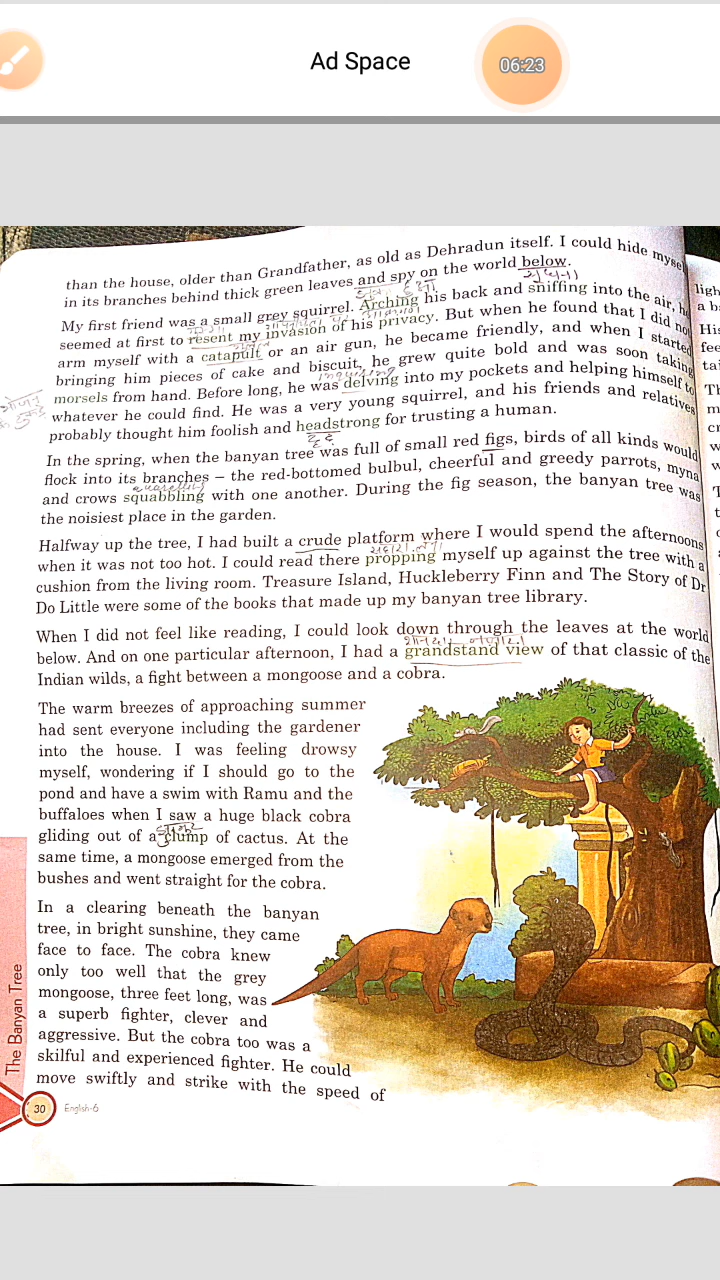 Ad Space
06:23
than the house, older than Grandfather, as old as Dehradun itself. I could hide myse
in its branches behind thick green leaves and spy on the world below.
My first friend was a small grey squirrel. Arching his back and sniffing into the air, he
seemed at first to resent my invasion of his privacy. But when he found that I did no
arm myself with a catapult or an air gun, he became friendly, and when I started
bringing him pieces of cake and biscuit, he grew quite bold and was soon taking
morsels from hand. Before long, he was delving into my pockets and helping himself to
whatever he could find. He was a very young squirrel, and his friends and relatives
probably thought him foolish and headstrong for trusting a human.
In the spring, when the banyan tree was full of small red figs, birds of all kinds would
flock into its branches – the red-bottomed bulbul, cheerful and greedy parrots, myna
and crows squabbling with one another. During the fig season, the banyan tree was
the noisiest place in the garden.
Halfway up the tree, I had built a crude platform where I would spend the afternoons
when it was not too hot. I could read there propping myself up against the tree with a
cushion from the living room. Treasure Island, Huckleberry Finn and The Story of Dr
Do Little were some of the books that made up my banyan tree library.
When I did not feel like reading, I could look down through the leaves at the world
below. And on one particular afternoon, I had a grandstand view of that classic of the
Indian wilds, a fight between a mongoose and a cobra.
The warm breezes of approaching summer
had sent everyone including the gardener
into the house. I was feeling drowsy
myself, wondering if I should go to the
pond and have a swim with Ramu and the
buffaloes when I saw a huge black cobra
gliding out of a clump of cactus. At the
same time, a mongoose emerged from the
bushes and went straight for the cobra.
In a clearing beneath the banyan
tree, in bright sunshine, they came
face to face. The cobra knew
only too well that the grey
mongoose, three feet long, was
a superb fighter, clever and
aggressive. But the cobra too was a
skilful and experienced fighter. He could
move swiftly and strike with the speed of
The Banyan Tree
30
English-6